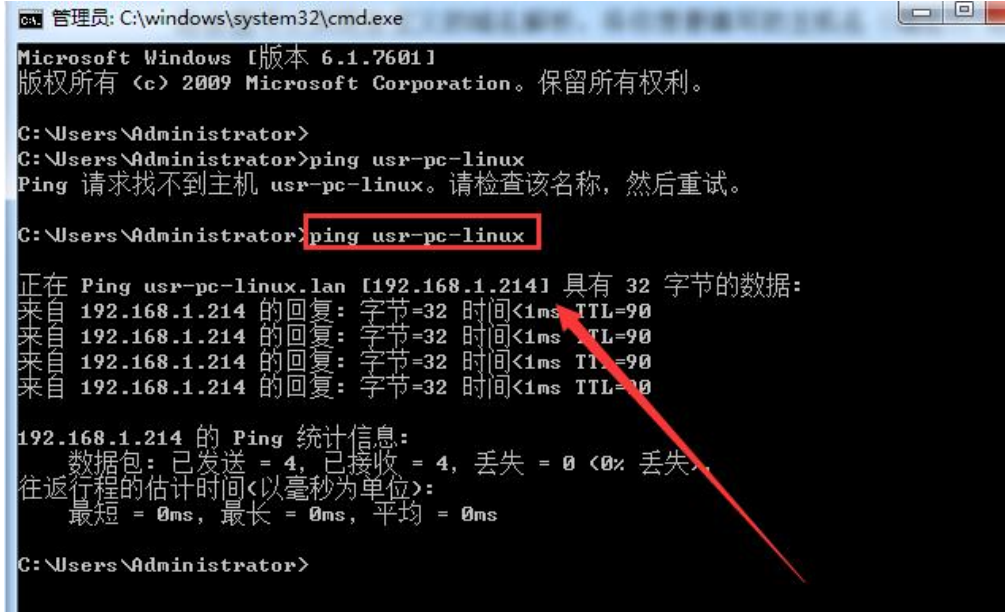 管理员: C:\windows\system32\cmd.exe
Microsoft Windows [版本 6.1.7601]
版权所有 (c) 2009 Microsoft Corporation。保留所有权利。
C:\Users\Administrator>
C:\Users\Administrator>ping usr-pc-linux
Ping 请求找不到主机 usr-pc-linux。请检查该名称，然后重试。
C:\Users\Administrator>ping usr-pc-linux
正在 Ping usr-pc-linux.lan [192.168.1.214] 具有 32 字节的数据:
来自 192.168.1.214 的回复: 字节=32 时间<1ms TTL=90
来自 192.168.1.214 的回复: 字节=32 时间<1ms TTL=90
来自 192.168.1.214 的回复: 字节=32 时间<1ms TTL=90
来自 192.168.1.214 的回复: 字节=32 时间<1ms TTL=90
192.168.1.214 的 Ping 统计信息:
数据包: 已发送 = 4，已接收 = 4，丢失 = 0 (0% 丢失)，
往返行程的估计时间(以毫秒为单位):
最短 = 0ms，最长 = 0ms，平均 = 0ms
C:\Users\Administrator>